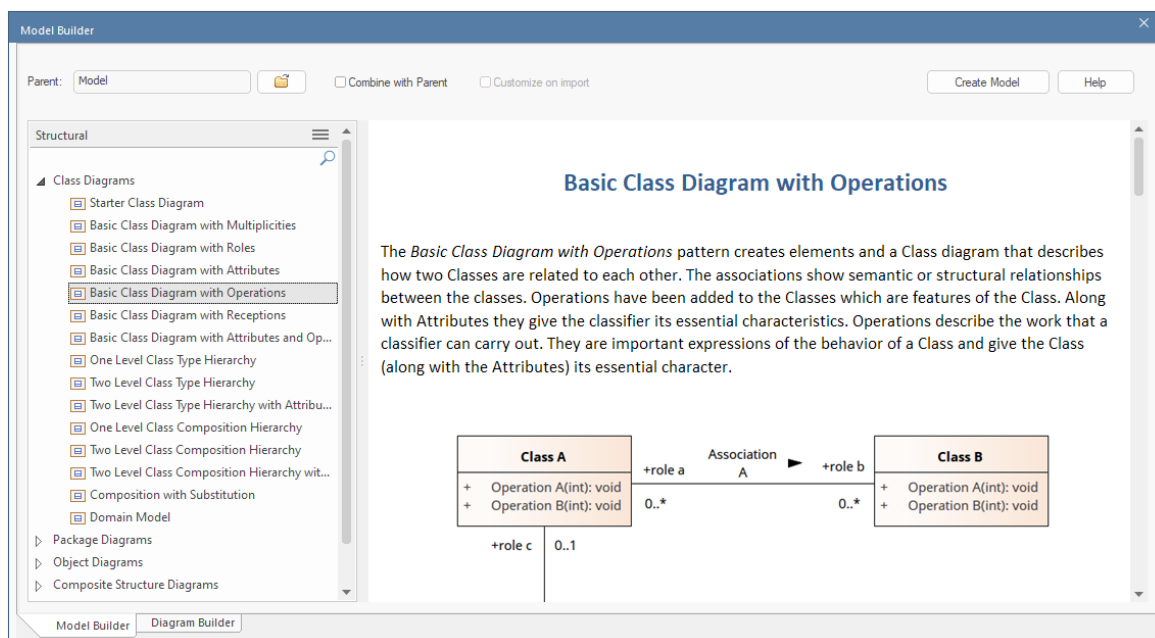 Model Builder
Parent: Model Combine with Parent Customize on import Create Model Help
Structural
Class Diagrams
Starter Class Diagram
Basic Class Diagram with Multiplicities
Basic Class Diagram with Roles
Basic Class Diagram with Attributes
Basic Class Diagram with Operations
Basic Class Diagram with Receptions
Basic Class Diagram with Attributes and Op...
One Level Class Type Hierarchy
Two Level Class Type Hierarchy
Two Level Class Type Hierarchy with Attribu...
One Level Class Composition Hierarchy
Two Level Class Composition Hierarchy
Two Level Class Composition Hierarchy wit...
Composition with Substitution
Domain Model
Package Diagrams
Object Diagrams
Composite Structure Diagrams
Basic Class Diagram with Operations
The Basic Class Diagram with Operations pattern creates elements and a Class diagram that describes
how two Classes are related to each other. The associations show semantic or structural relationships
between the classes. Operations have been added to the Classes which are features of the Class. Along
with Attributes they give the classifier its essential characteristics. Operations describe the work that a
classifier can carry out. They are important expressions of the behavior of a Class and give the Class
(along with the Attributes) its essential character.
Class A
+ Operation A(int): void
+ Operation B(int): void
+role a
0..*
Association
A
+role b
0..*
Class B
+ Operation A(int): void
+ Operation B(int): void
+role c 0..1
Model Builder Diagram Builder